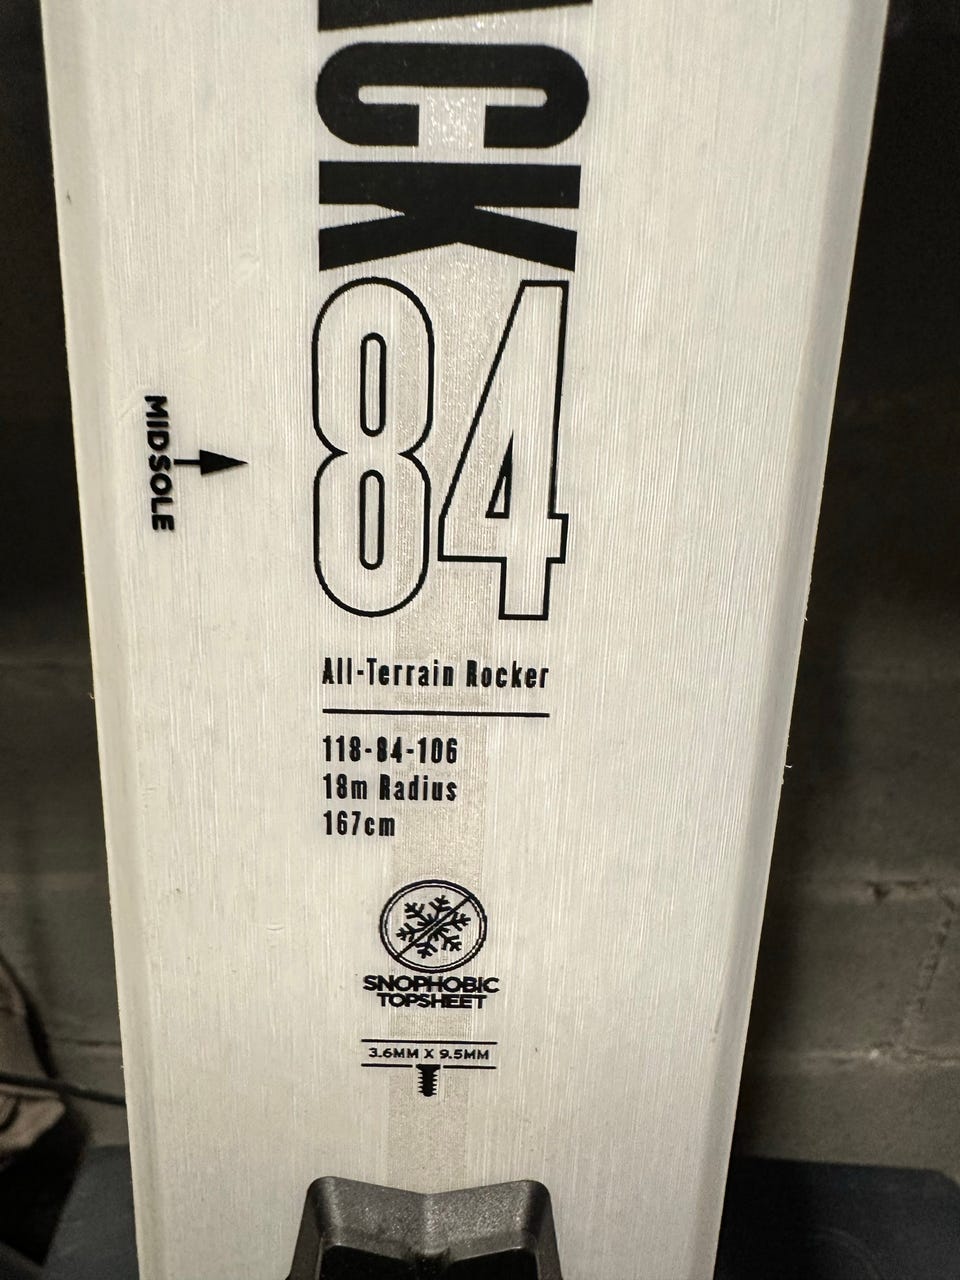 ACK
84
MIDSOLE
All-Terrain Rocker
118-84-106
18m Radius
167cm
SNOPHOBIC
TOPSHEET
3.6MM X 9.5MM